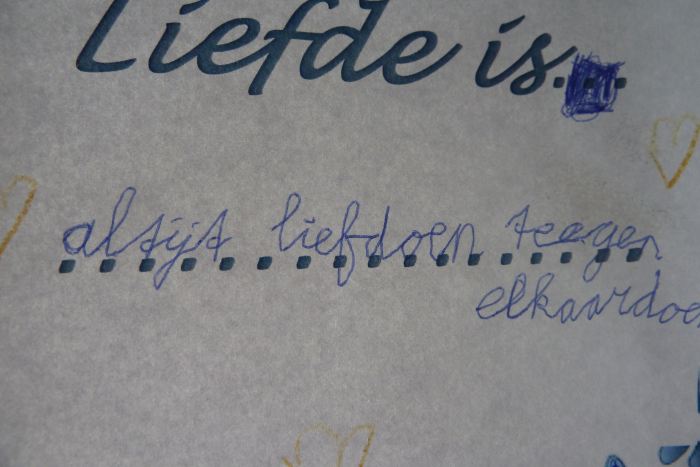 Liefde is...
altijt liefdoen teegen
elkaardoe